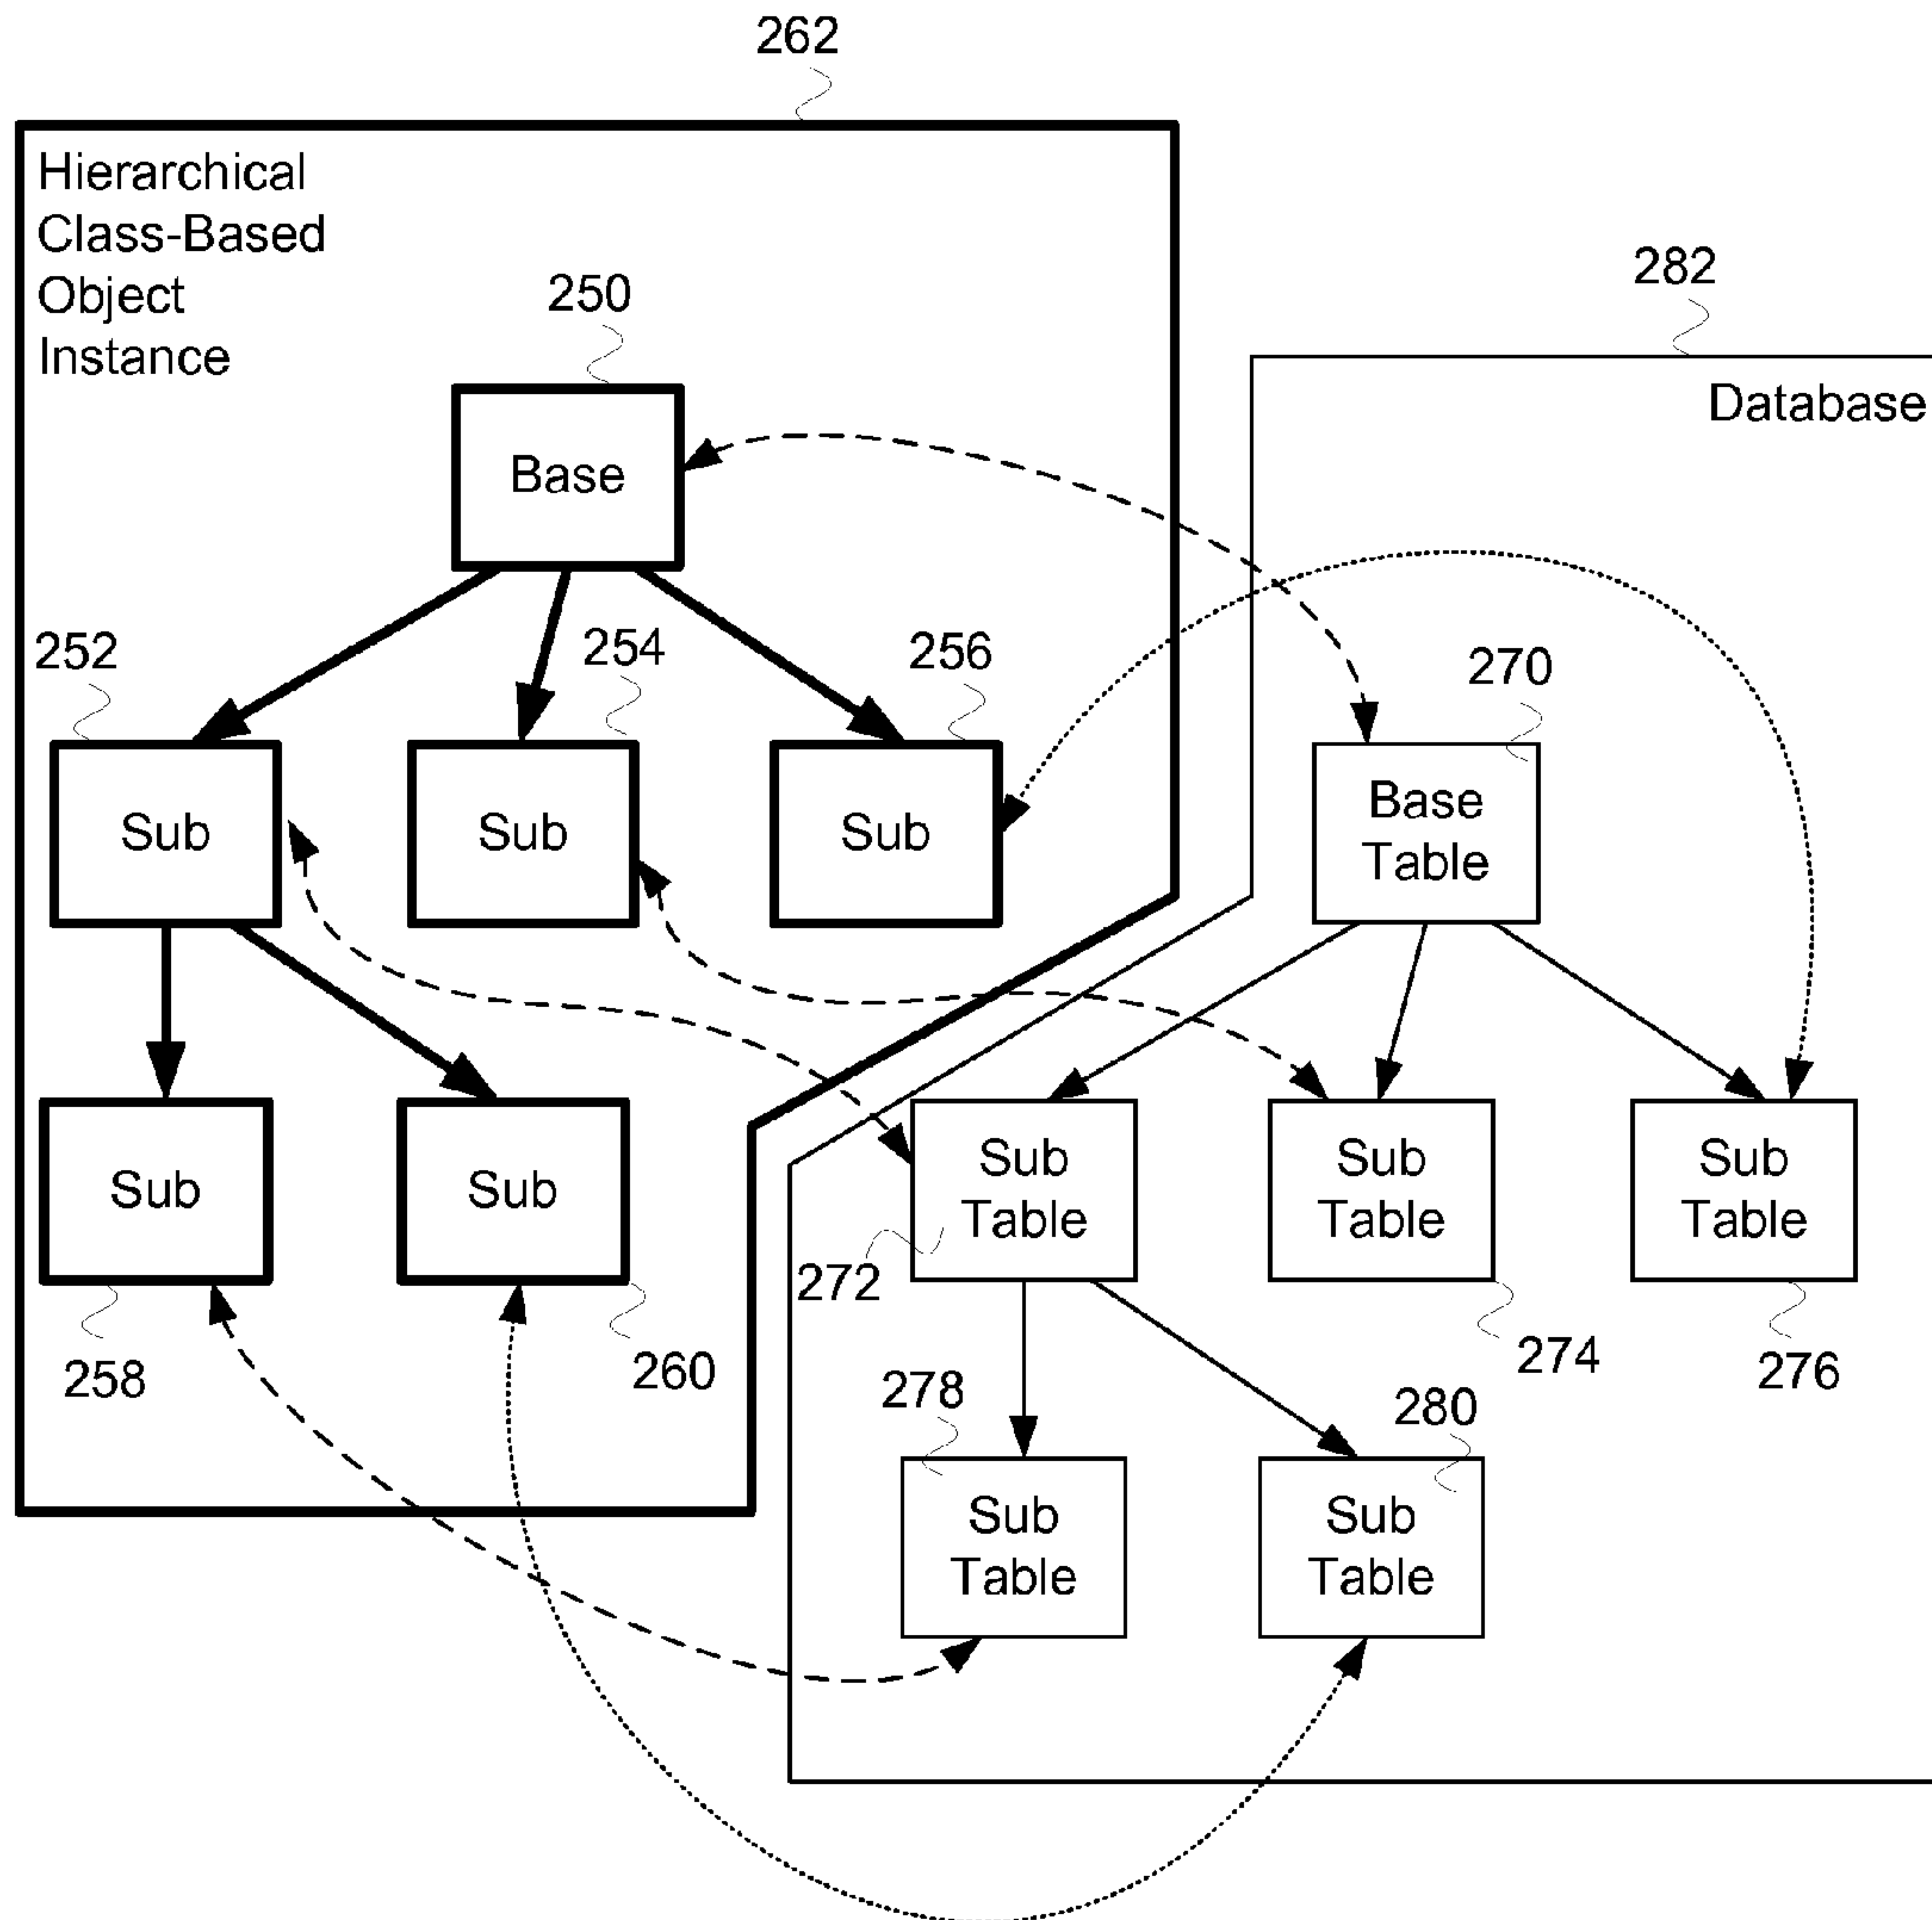 262
Hierarchical
Class-Based
Object
Instance
282
Database
250
Base
252
254
256
270
Sub
Sub
Sub
Base
Table
Sub
Sub
Sub
Table
Sub
Table
Sub
Table
272
258
260
274
276
278
280
Sub
Table
Sub
Table